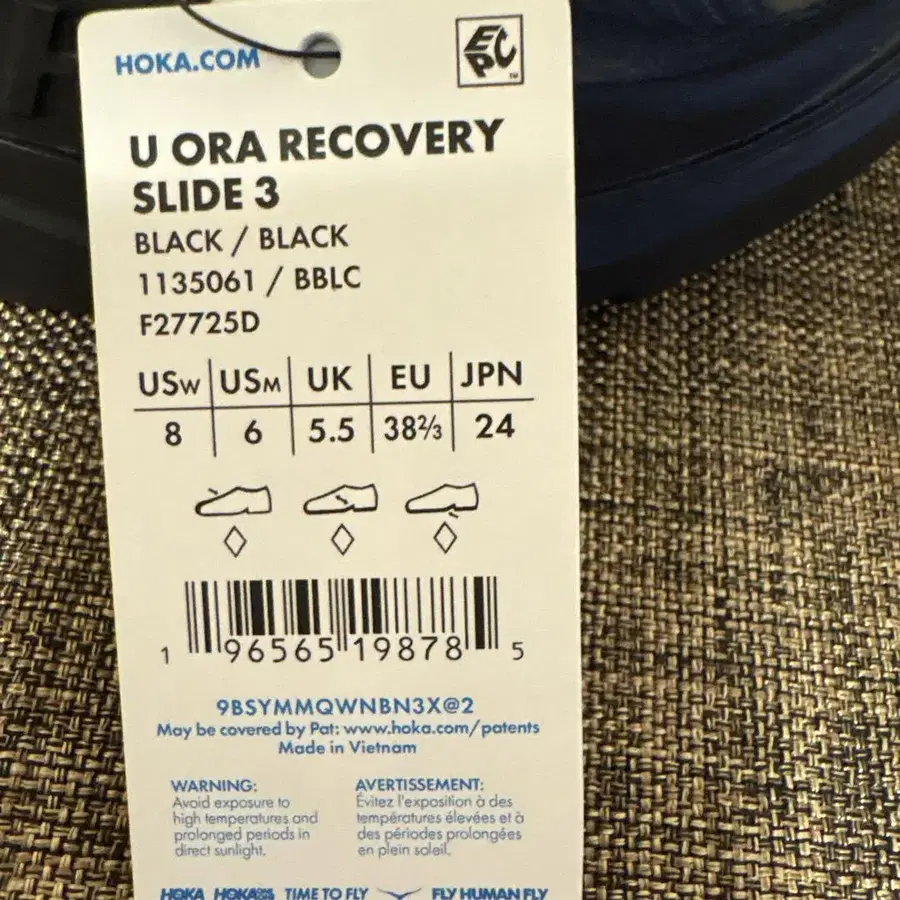 HOKA.COM
EPC
™
U ORA RECOVERY
SLIDE 3
BLACK / BLACK
1135061 / BBLC
F27725D
USW USM UK EU JPN
8 6 5.5 38⅔ 24
1 96565 19878 5
9BSYMMQWNBN3X@2
May be covered by Pat: www.hoka.com/patents
Made in Vietnam
WARNING:
Avoid exposure to
high temperatures and
prolonged periods in
direct sunlight.
AVERTISSEMENT:
Évitez l'exposition à des
températures élevées et à
des périodes prolongées
en plein soleil.
HOKA HOKA TIME TO FLY FLY HUMAN FLY